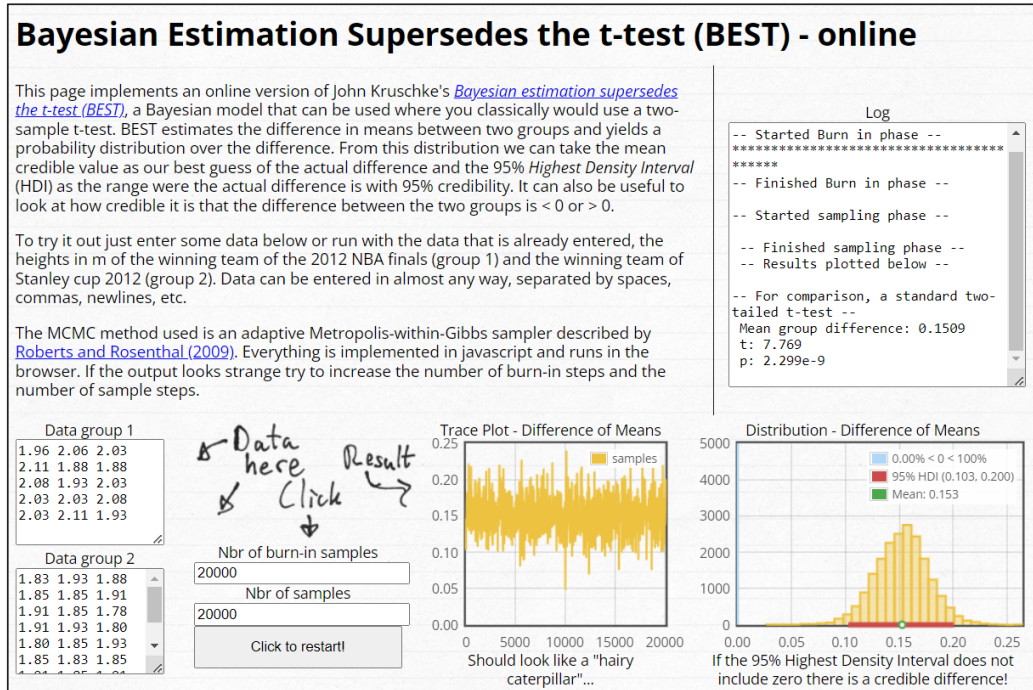 Bayesian Estimation Supersedes the t-test (BEST) - online
This page implements an online version of John Kruschke's Bayesian estimation supersedes
the t-test (BEST), a Bayesian model that can be used where you classically would use a two-
sample t-test. BEST estimates the difference in means between two groups and yields a
probability distribution over the difference. From this distribution we can take the mean
credible value as our best guess of the actual difference and the 95% Highest Density Interval
(HDI) as the range were the actual difference is with 95% credibility. It can also be useful to
look at how credible it is that the difference between the two groups is < 0 or > 0.
To try it out just enter some data below or run with the data that is already entered, the
heights in m of the winning team of the 2012 NBA finals (group 1) and the winning team of
Stanley cup 2012 (group 2). Data can be entered in almost any way, separated by spaces,
commas, newlines, etc.
The MCMC method used is an adaptive Metropolis-within-Gibbs sampler described by
Roberts and Rosenthal (2009). Everything is implemented in javascript and runs in the
browser. If the output looks strange try to increase the number of burn-in steps and the
number of sample steps.
Log
-- Started Burn in phase --
***********************************
******
-- Finished Burn in phase --
-- Started sampling phase --
-- Finished sampling phase --
-- Results plotted below --
-- For comparison, a standard two-
tailed t-test --
Mean group difference: 0.1509
t: 7.769
p: 2.299e-9
Data group 1
1.96 2.06 2.03
2.11 1.88 1.88
2.08 1.93 2.03
2.03 2.03 2.08
2.03 2.11 1.93
Data group 2
1.83 1.93 1.88
1.85 1.85 1.91
1.91 1.85 1.78
1.91 1.93 1.80
1.80 1.85 1.93
1.85 1.83 1.85
Data
here
Click
Result
Nbr of burn-in samples
20000
Nbr of samples
20000
Click to restart!
Trace Plot - Difference of Means
samples
0.25
0.20
0.15
0.10
0.05
0.00
0 5000 10000 15000 20000
Should look like a "hairy
caterpillar"...
Distribution - Difference of Means
0.00% < 0 < 100%
95% HDI (0.103, 0.200)
Mean: 0.153
5000
4000
3000
2000
1000
0
0.00 0.05 0.10 0.15 0.20 0.25
If the 95% Highest Density Interval does not
include zero there is a credible difference!